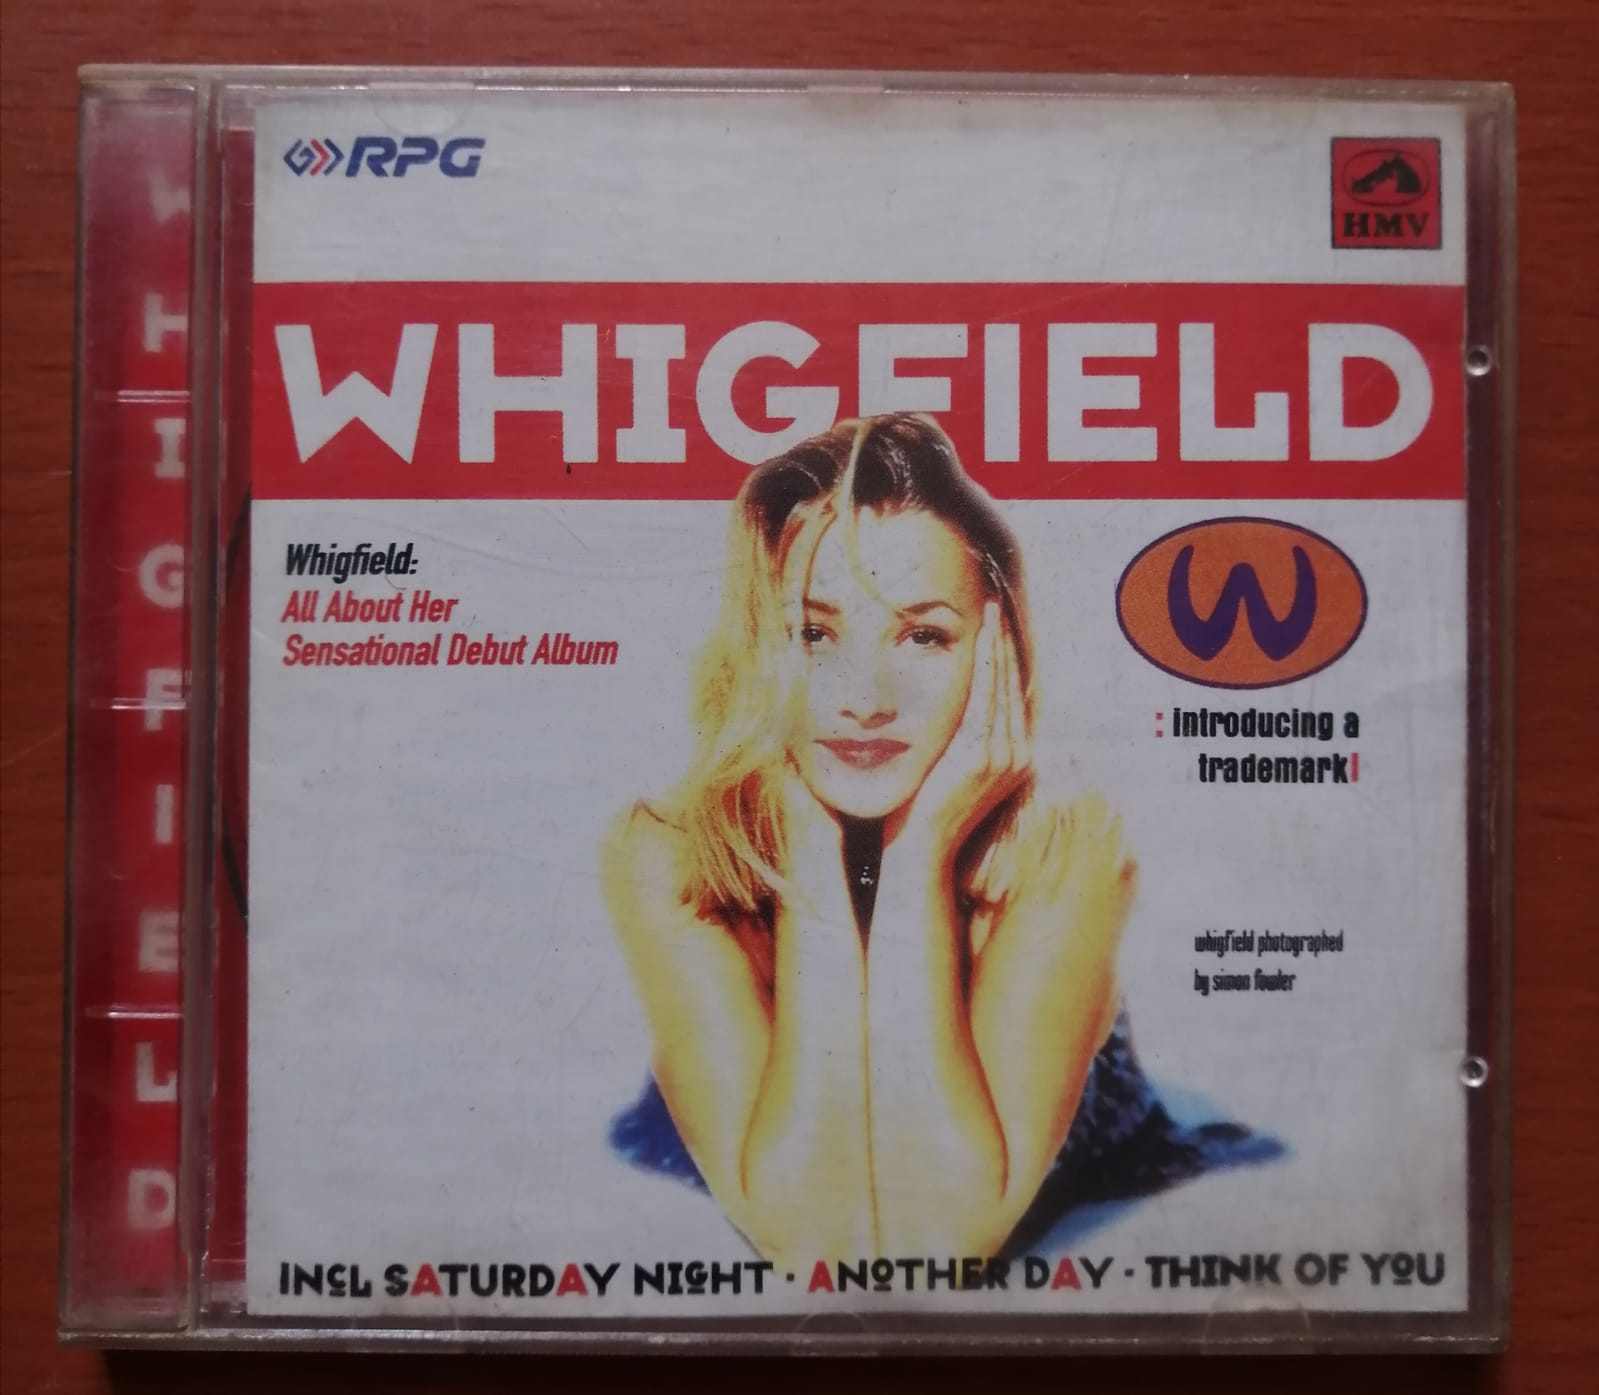 RPG
HMV
WHIGFIELD
WHIGFIELD
Whigfield:
All About Her
Sensational Debut Album
W
: introducing a
trademark!
whigfield photographed
by simon fowler
INCL SATURDAY NIGHT · ANOTHER DAY · THINK OF YOU